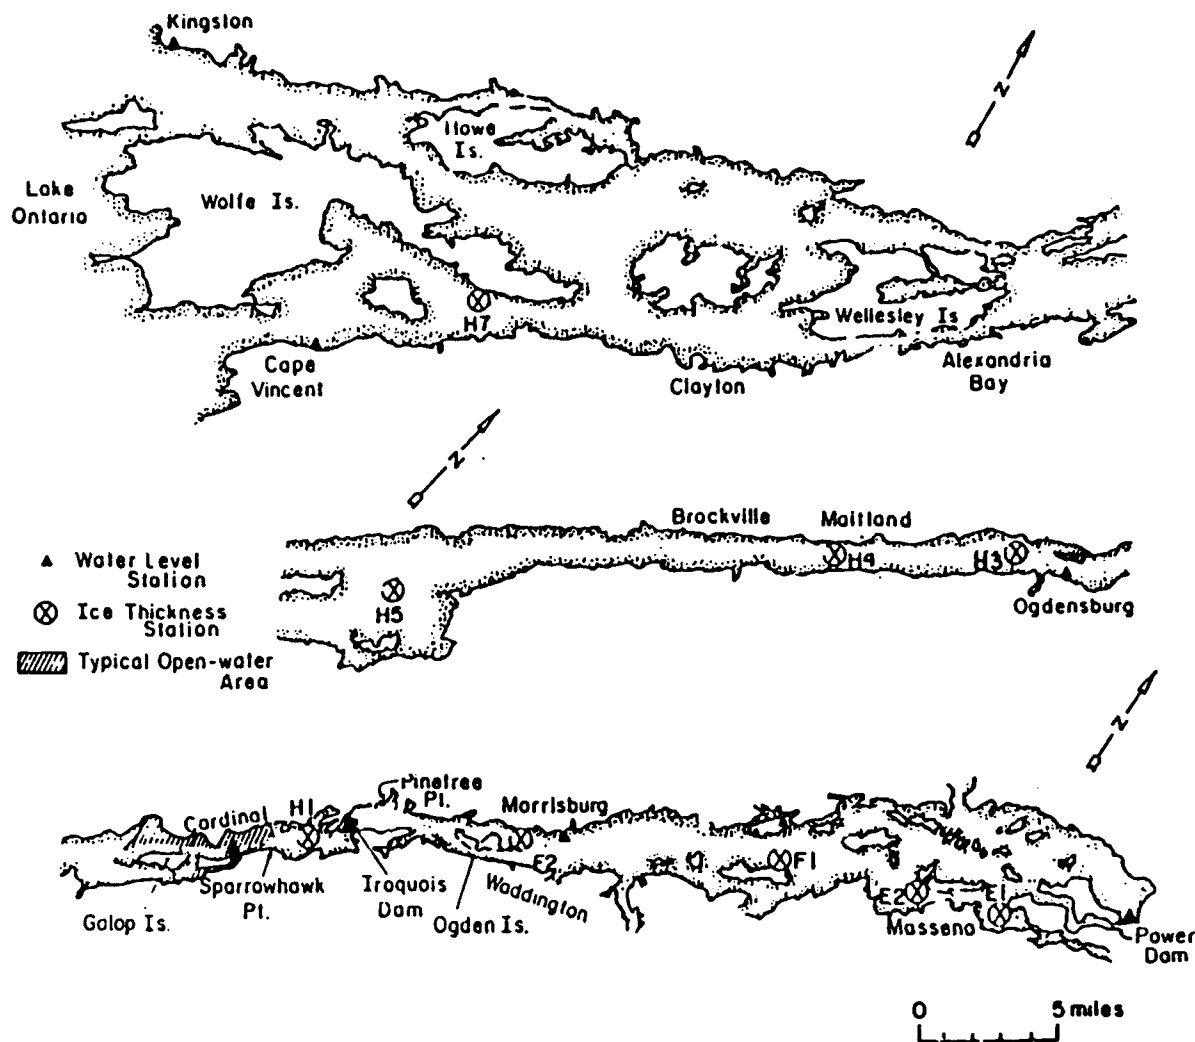 Kingston
N
Howe
Is.
Lake
Ontario
Wolfe Is.
H7
Wellesley Is
Cape
Vincent
Clayton
Alexandria
Bay
N
Brockville
Maitland
Water Level
Station
H4
H3
H5
Ogdensburg
Ice Thickness
Station
Typical Open-water
Area
N
Pinetree
Pt.
H1
Cardinal
Morrisburg
F2
F1
Sparrowhawk
Pt.
Iroquois
Dam
Waddington
E2
E1
Galop Is.
Ogden Is.
Massena
Power
Dam
0 5 miles